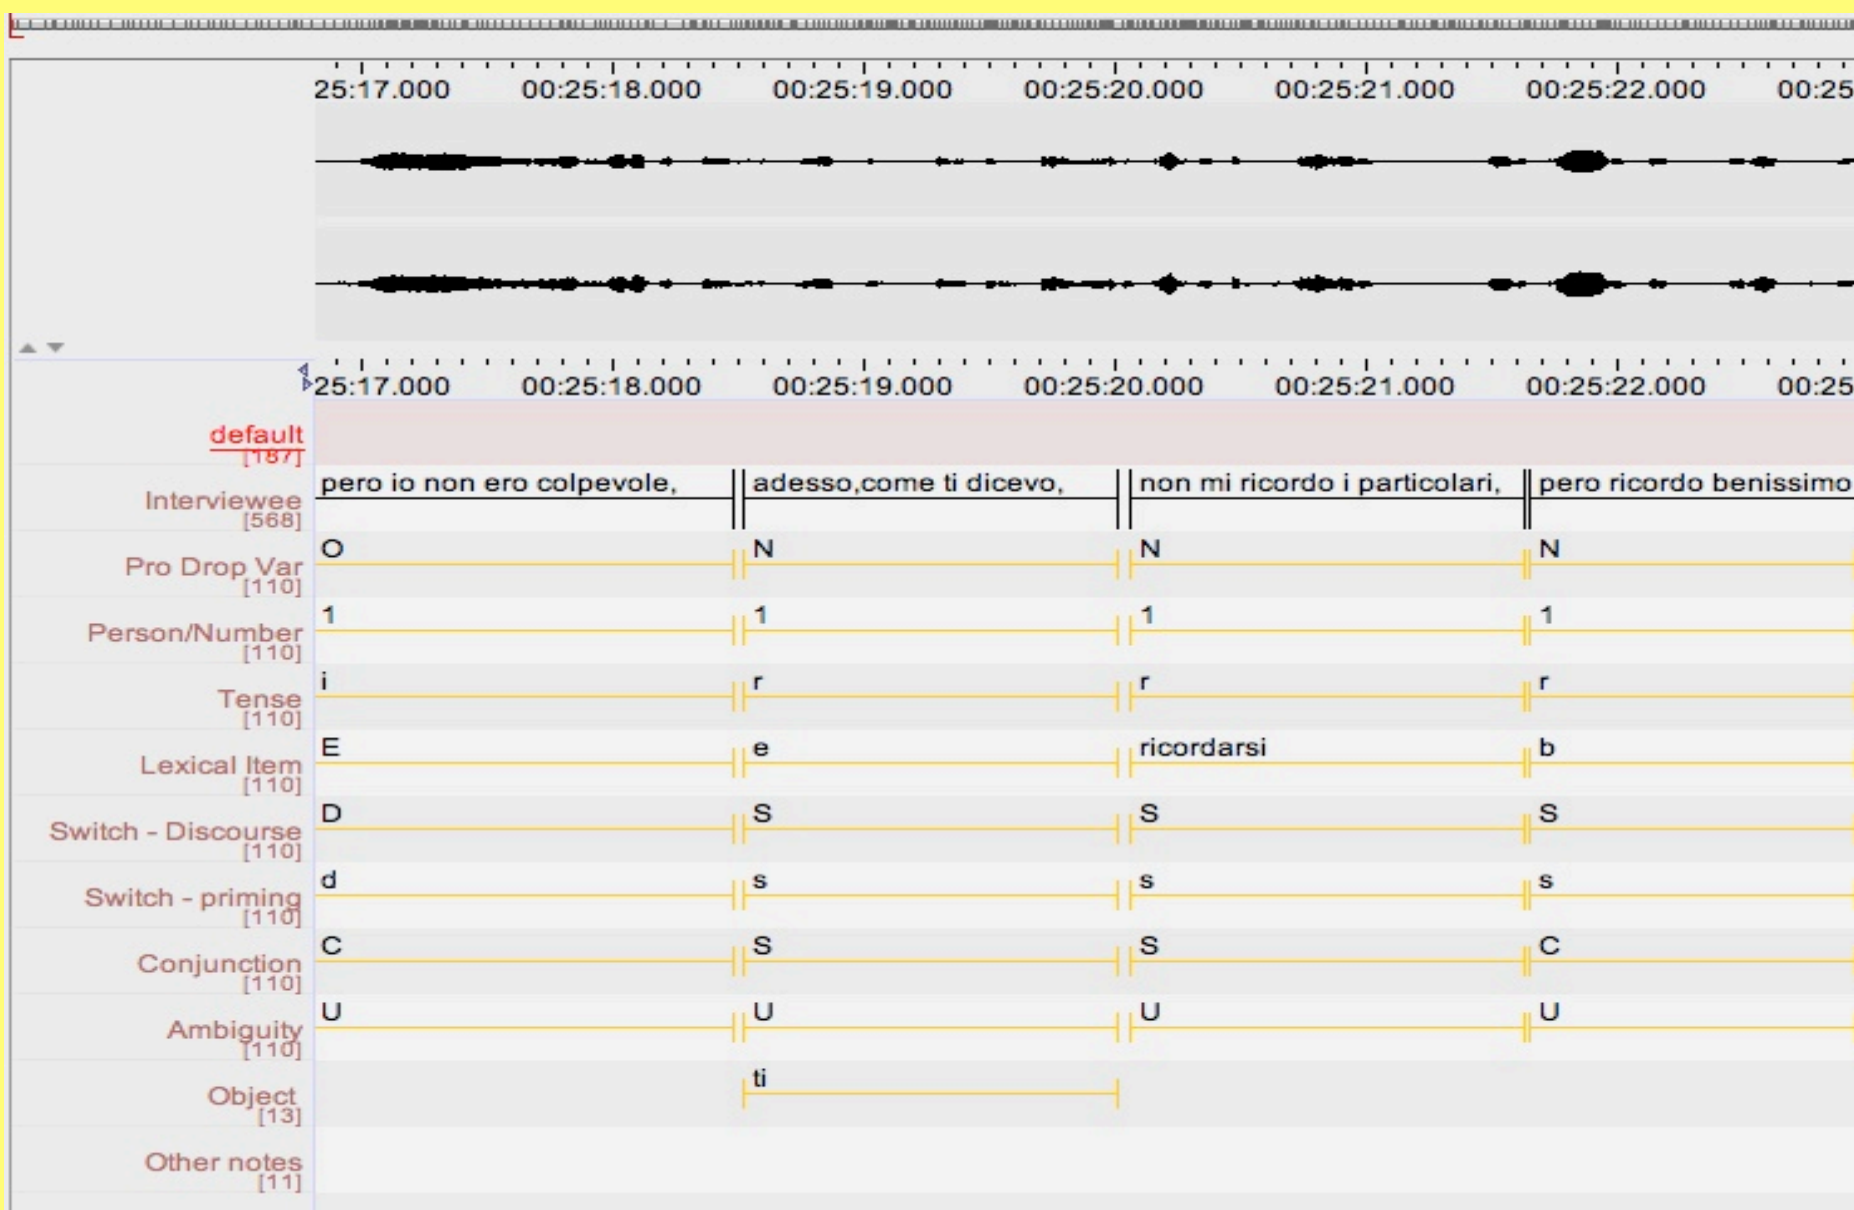 25:17.000 00:25:18.000 00:25:19.000 00:25:20.000 00:25:21.000 00:25:22.000 00:25
25:17.000 00:25:18.000 00:25:19.000 00:25:20.000 00:25:21.000 00:25:22.000 00:25
default
[187]
Interviewee pero io non ero colpevole, adesso,come ti dicevo, non mi ricordo i particolari, pero ricordo benissimo
[568]
Pro Drop Var O N N N
[110]
Person/Number 1 1 1 1
[110]
Tense i r r r
[110]
Lexical Item E e ricordarsi b
[110]
Switch - Discourse D S S S
[110]
Switch - priming d s s s
[110]
Conjunction C S S C
[110]
Ambiguity U U U U
[110]
Object ti
[13]
Other notes
[11]